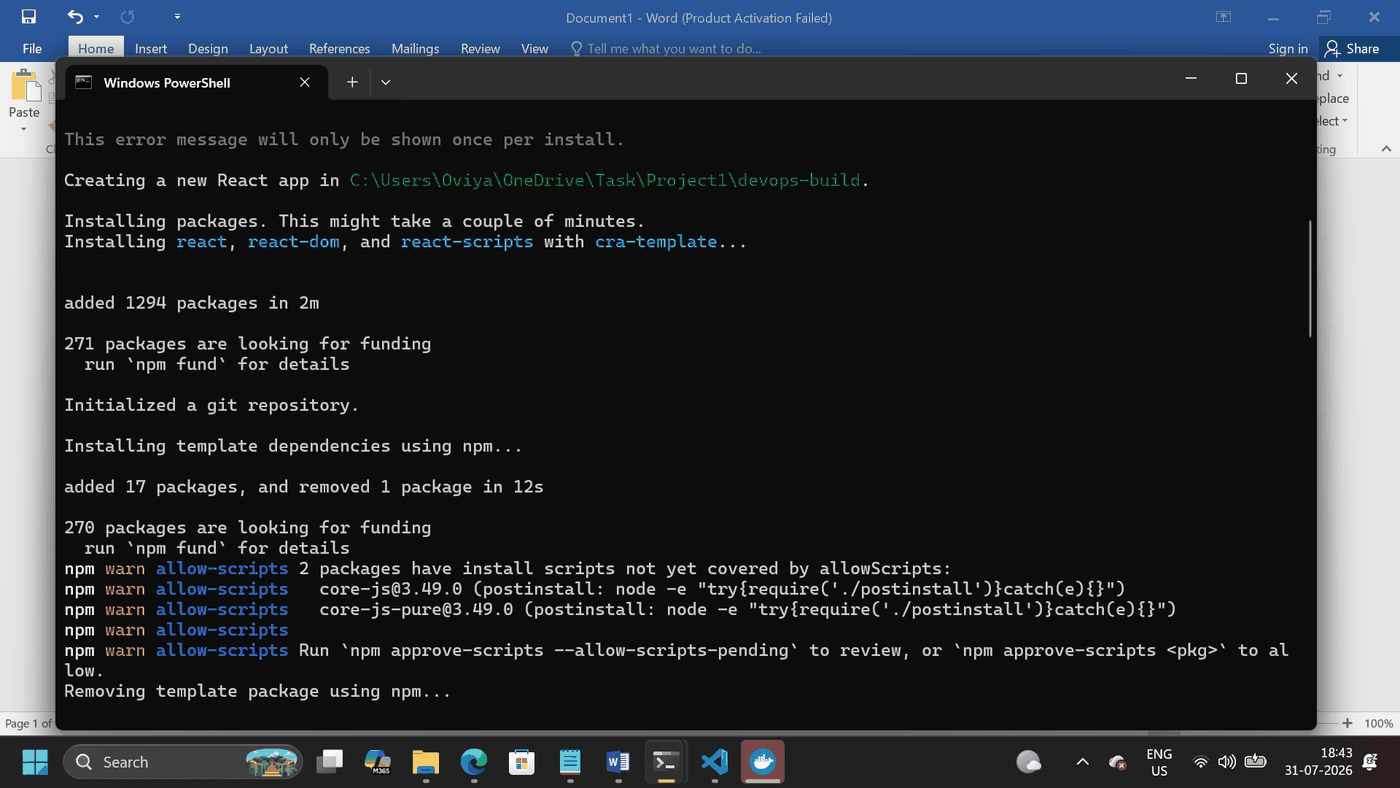 Document1 - Word (Product Activation Failed)
File Home Insert Design Layout References Mailings Review View Tell me what you want to do... Sign in Share
Paste
Windows PowerShell
nd
place
elect
ting
This error message will only be shown once per install.
Creating a new React app in C:\Users\Oviya\OneDrive\Task\Project1\devops-build.
Installing packages. This might take a couple of minutes.
Installing react, react-dom, and react-scripts with cra-template...
added 1294 packages in 2m
271 packages are looking for funding
run `npm fund` for details
Initialized a git repository.
Installing template dependencies using npm...
added 17 packages, and removed 1 package in 12s
270 packages are looking for funding
run `npm fund` for details
npm warn allow-scripts 2 packages have install scripts not yet covered by allowScripts:
npm warn allow-scripts   core-js@3.49.0 (postinstall: node -e "try{require('./postinstall')}catch(e){}")
npm warn allow-scripts   core-js-pure@3.49.0 (postinstall: node -e "try{require('./postinstall')}catch(e){}")
npm warn allow-scripts
npm warn allow-scripts Run `npm approve-scripts --allow-scripts-pending` to review, or `npm approve-scripts <pkg>` to al
low.
Removing template package using npm...
Page 1 of
100%
Search
M365
ENG
US
18:43
31-07-2026